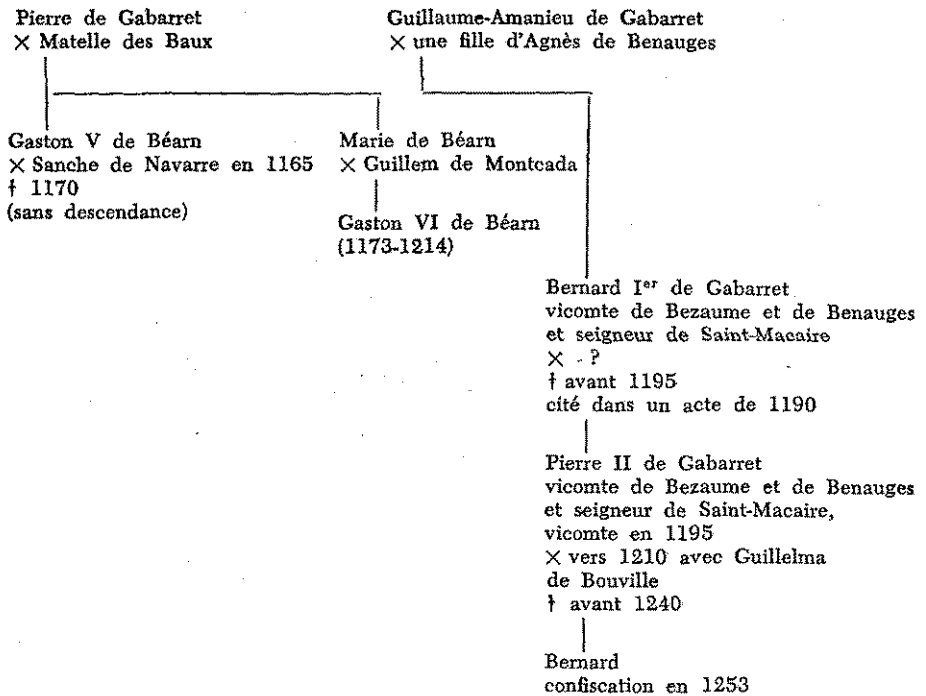 Pierre de Gabarret
× Matelle des Baux
Guillaume-Amanieu de Gabarret
× une fille d'Agnès de Benauges
Gaston V de Béarn
× Sanche de Navarre en 1165
† 1170
(sans descendance)
Marie de Béarn
× Guillem de Montcada
Gaston VI de Béarn
(1173-1214)
Bernard Iᵉʳ de Gabarret
vicomte de Bezaume et de Benauges
et seigneur de Saint-Macaire
× - ?
† avant 1195
cité dans un acte de 1190
Pierre II de Gabarret
vicomte de Bezaume et de Benauges
et seigneur de Saint-Macaire,
vicomte en 1195
× vers 1210 avec Guillelma
de Bouville
† avant 1240
Bernard
confiscation en 1253